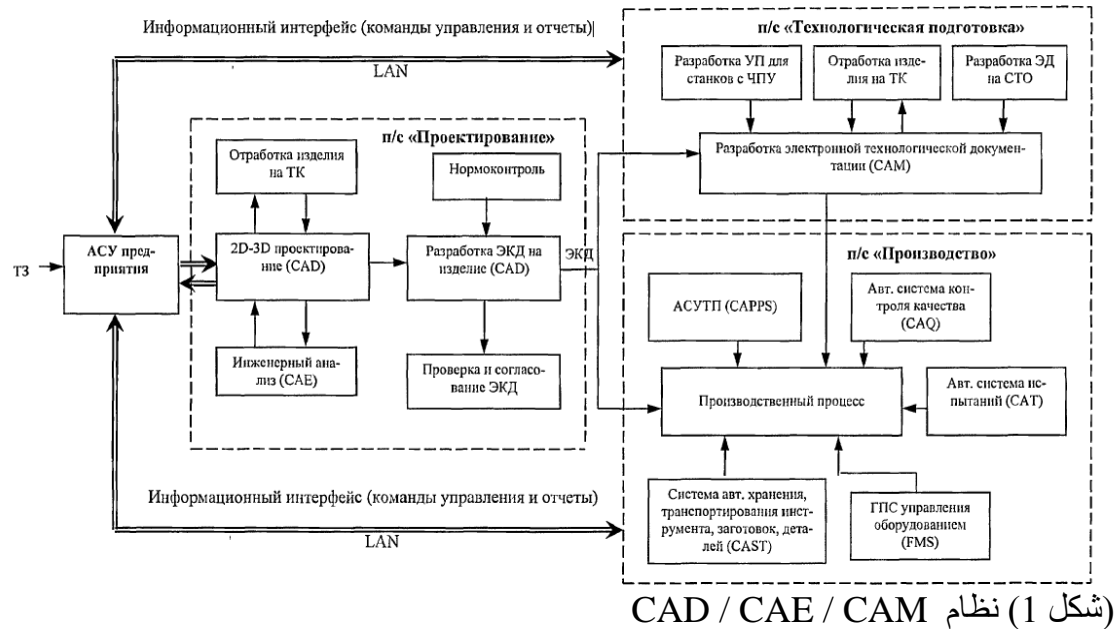 Информационный интерфейс (команды управления и отчеты)
LAN
п/с «Технологическая подготовка»
Разработка УП для
станков с ЧПУ
Отработка изде-
лия на ТК
Разработка ЭД
на СТО
Разработка электронной технологической докумен-
тации (CAM)
п/с «Проектирование»
Отработка изделия
на ТК
Нормоконтроль
ТЗ
АСУ пред-
приятия
2D-3D проектирова-
ние (CAD)
Разработка ЭКД на
изделие (CAD)
ЭКД
Инженерный ана-
лиз (CAE)
Проверка и согласо-
вание ЭКД
п/с «Производство»
АСУТП (CAPPS)
Авт. система кон-
троля качества
(CAQ)
Производственный процесс
Авт. система ис-
пытаний (CAT)
Система авт. хранения,
транспортирования инст-
румента, заготовок, дета-
лей (CAST)
ГПС управления
оборудованием
(FMS)
Информационный интерфейс (команды управления и отчеты)
LAN
(شكل 1) نظام CAD / CAE / CAM